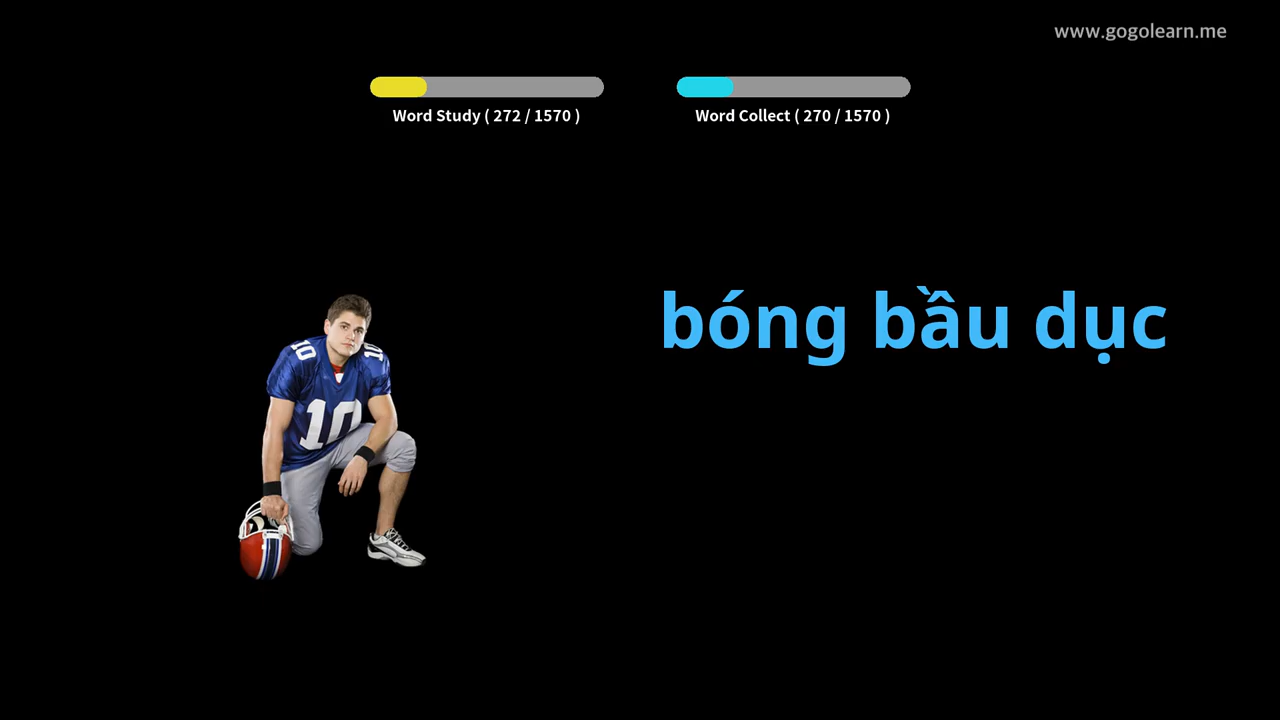 www.gogolearn.me
Word Study ( 272 / 1570 )
Word Collect ( 270 / 1570 )
bóng bầu dục
10
10
10